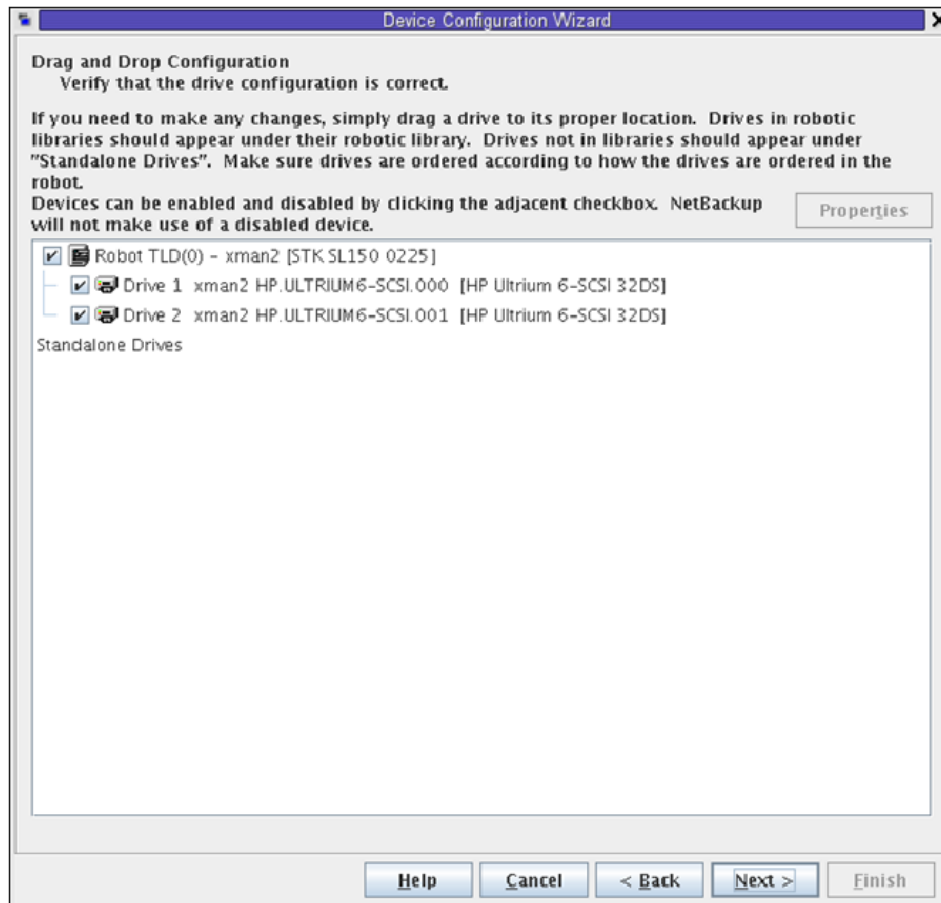 Device Configuration Wizard
Drag and Drop Configuration
Verify that the drive configuration is correct.
If you need to make any changes, simply drag a drive to its proper location. Drives in robotic
libraries should appear under their robotic library. Drives not in libraries should appear under
"Standalone Drives". Make sure drives are ordered according to how the drives are ordered in the
robot.
Devices can be enabled and disabled by clicking the adjacent checkbox. NetBackup
will not make use of a disabled device.
Properties
Robot TLD(0) - xman2 [STK SL150 0225]
Drive 1 xman2 HP.ULTRIUM6-SCSI.000 [HP Ultrium 6-SCSI 32DS]
Drive 2 xman2 HP.ULTRIUM6-SCSI.001 [HP Ultrium 6-SCSI 32DS]
Standalone Drives
Help Cancel < Back Next > Finish